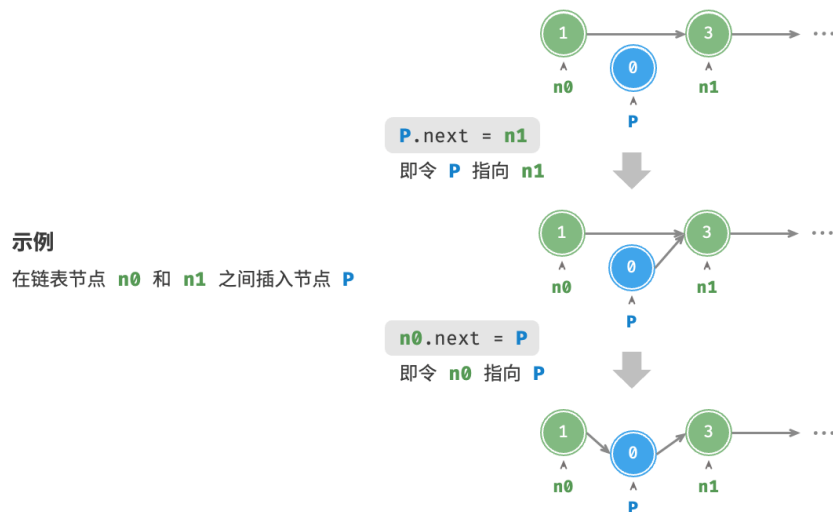 示例
在链表节点 n0 和 n1 之间插入节点 P
1 3 ...
0
n0 n1
P
P.next = n1
即令 P 指向 n1
1 3 ...
0
n0 n1
P
n0.next = P
即令 n0 指向 P
1 3 ...
0
n0 n1
P